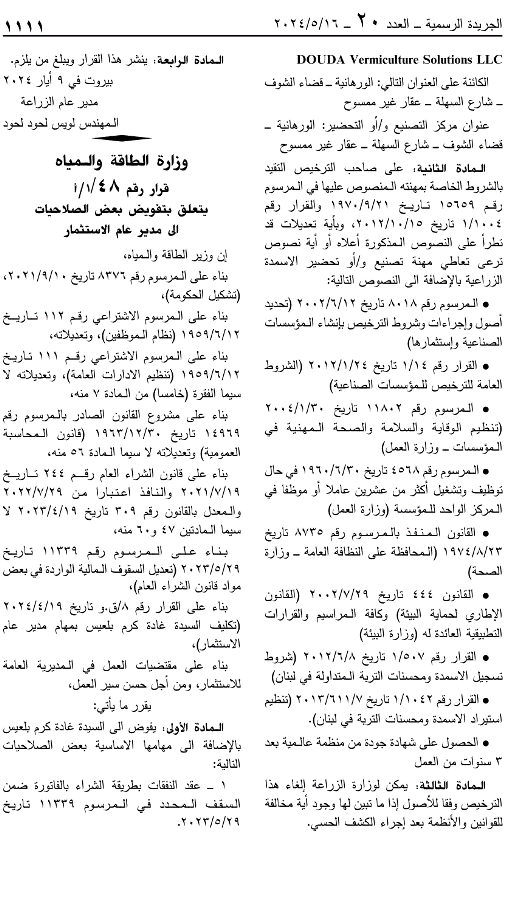 الجريدة الرسمية ــ العدد ٢٠ ــ ٢٠٢٤/٥/١٦
١١١١
DOUDA Vermiculture Solutions LLC
الكائنة على العنوان التالي: الورهانية ــ قضاء الشوف
ــ شارع السهلة ــ عقار غير ممسوح
عنوان مركز التصنيع و/أو التحضير: الورهانية ــ
قضاء الشوف ــ شارع السهلة ــ عقار غير ممسوح
المادة الثانية: على صاحب الترخيص التقيد
بالشروط الخاصة بمهنته المنصوص عليها في المرسوم
رقم ١٥٦٥٩ تاريخ ١٩٧٠/٩/٢١ والقرار رقم
١/١٠٠٤ تاريخ ٢٠١٢/١٠/١٥، وبأية تعديلات قد
تطرأ على النصوص المذكورة أعلاه أو أية نصوص
ترعى تعاطي مهنة تصنيع و/أو تحضير الاسمدة
الزراعية بالإضافة الى النصوص التالية:
● المرسوم رقم ٨٠١٨ تاريخ ٢٠٠٢/٦/١٢ (تحديد
أصول وإجراءات وشروط الترخيص بإنشاء المؤسسات
الصناعية وإستثمارها)
● القرار رقم ١/١٤ تاريخ ٢٠١٢/١/٢٤ (الشروط
العامة للترخيص للمؤسسات الصناعية)
● المرسوم رقم ١١٨٠٢ تاريخ ٢٠٠٤/١/٣٠
(تنظيم الوقاية والسلامة والصحة المهنية في
المؤسسات ــ وزارة العمل)
● المرسوم رقم ٤٥٦٨ تاريخ ١٩٦٠/٦/٣٠ في حال
توظيف وتشغيل أكثر من عشرين عاملا أو موظفا في
المركز الواحد للمؤسسة (وزارة العمل)
● القانون المنفذ بالمرسوم رقم ٨٧٣٥ تاريخ
١٩٧٤/٨/٢٣ (المحافظة على النظافة العامة ــ وزارة
الصحة)
● القانون ٤٤٤ تاريخ ٢٠٠٢/٧/٢٩ (القانون
الإطاري لحماية البيئة) وكافة المراسيم والقرارات
التطبيقية العائدة له (وزارة البيئة)
● القرار رقم ١/٥٠٧ تاريخ ٢٠١٢/٦/٨ (شروط
تسجيل الاسمدة ومحسنات التربة المتداولة في لبنان)
● القرار رقم ١/١٠٤٢ تاريخ ٢٠١٣/٦١١/٧ (تنظيم
استيراد الاسمدة ومحسنات التربة في لبنان).
● الحصول على شهادة جودة من منظمة عالمية بعد
٣ سنوات من العمل
المادة الثالثة: يمكن لوزارة الزراعة إلغاء هذا
الترخيص وفقا للأصول إذا ما تبين لها وجود أية مخالفة
للقوانين والأنظمة بعد إجراء الكشف الحسي.
المادة الرابعة: ينشر هذا القرار ويبلغ من يلزم.
بيروت في ٩ أيار ٢٠٢٤
مدير عام الزراعة
المهندس لويس لحود لحود
وزارة الطاقة والمياه
قرار رقم ١/٤٨/أ
يتعلق بتفويض بعض الصلاحيات
الى مدير عام الاستثمار
إن وزير الطاقة والمياه،
بناء على المرسوم رقم ٨٣٧٦ تاريخ ٢٠٢١/٩/١٠،
(تشكيل الحكومة)،
بناء على المرسوم الاشتراعي رقم ١١٢ تاريخ
١٩٥٩/٦/١٢ (نظام الموظفين)، وتعديلاته،
بناء على المرسوم الاشتراعي رقم ١١١ تاريخ
١٩٥٩/٦/١٢ (تنظيم الادارات العامة)، وتعديلاته لا
سيما الفقرة (خامسا) من المادة ٧ منه،
بناء على مشروع القانون الصادر بالمرسوم رقم
١٤٩٦٩ تاريخ ١٩٦٣/١٢/٣٠ (قانون المحاسبة
العمومية) وتعديلاته لا سيما المادة ٥٦ منه،
بناء على قانون الشراء العام رقم ٢٤٤ تاريخ
٢٠٢١/٧/١٩ والنافذ اعتبارا من ٢٠٢٢/٧/٢٩
والمعدل بالقانون رقم ٣٠٩ تاريخ ٢٠٢٣/٤/١٩ لا
سيما المادتين ٤٧ و٦٠ منه،
بناء على المرسوم رقم ١١٣٣٩ تاريخ
٢٠٢٣/٥/٢٩ (تعديل السقوف المالية الواردة في بعض
مواد قانون الشراء العام)،
بناء على القرار رقم ٨/ق.و تاريخ ٢٠٢٤/٤/١٩
(تكليف السيدة غادة كرم بلعيس بمهام مدير عام
الاستثمار)،
بناء على مقتضيات العمل في المديرية العامة
للاستثمار، ومن أجل حسن سير العمل،
يقرر ما يأتي:
المادة الأولى: يفوض الى السيدة غادة كرم بلعيس
بالإضافة الى مهامها الاساسية بعض الصلاحيات
التالية:
١ ــ عقد النفقات بطريقة الشراء بالفاتورة ضمن
السقف المحدد في المرسوم ١١٣٣٩ تاريخ
٢٠٢٣/٥/٢٩.